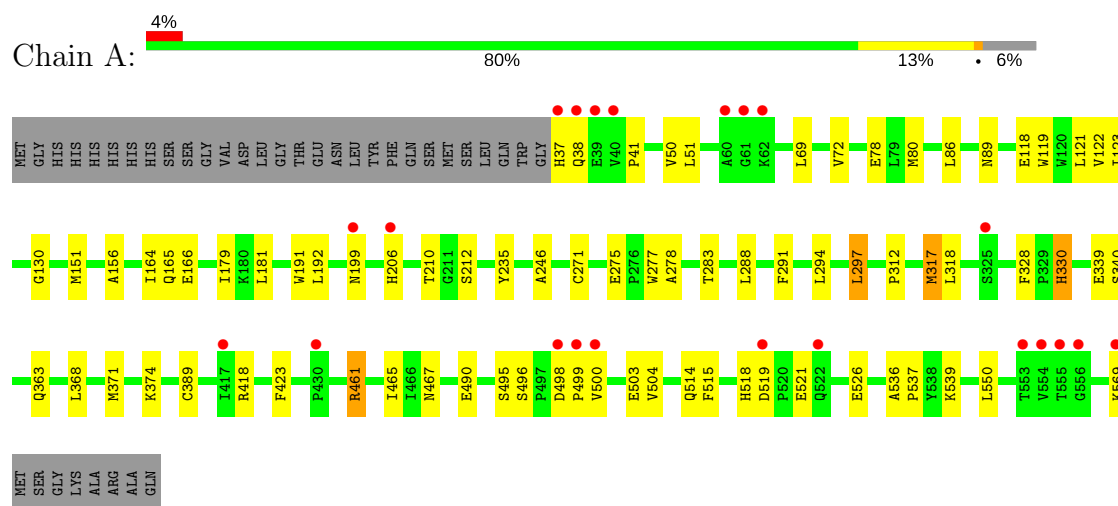 4%
Chain A:
80% 13% • 6%
MET GLY HIS HIS HIS HIS HIS HIS SER SER GLY VAL ASP LEU GLY THR GLU ASN LEU TYR PHE GLN SER MET SER LEU GLN TRP GLY H37 Q38 E39 V40 P41 V50 L51 A60 G61 K62 L69 V72 E78 L79 M80 L86 N89 E118 W119 W120 L121 V122
G130 M151 A156 I164 Q165 E166 I179 K180 L181 W191 L192 N199 H206 T210 G211 S212 Y235 A246 C271 E275 P276 W277 A278 T283 L288 F291 L294 L297 P312 M317 L318 S325 F328 P329 H330 E339 S340
Q363 L368 M371 K374 C389 I417 R418 F423 P430 R461 I465 I466 N467 E490 S495 S496 P497 D498 P499 V500 E503 V504 Q514 F515 H518 D519 P520 E521 Q522 E526 A536 P537 Y538 K539 L550 T553 V554 T555 G556 K569
MET SER GLY LYS ALA ARG ALA GLN